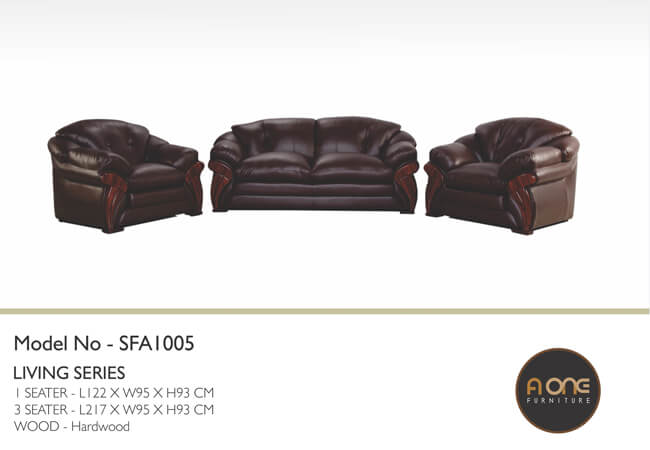 Model No - SFA1005
LIVING SERIES
1 SEATER - L122 X W95 X H93 CM
3 SEATER - L217 X W95 X H93 CM
WOOD - Hardwood
A ONE
FURNITURE